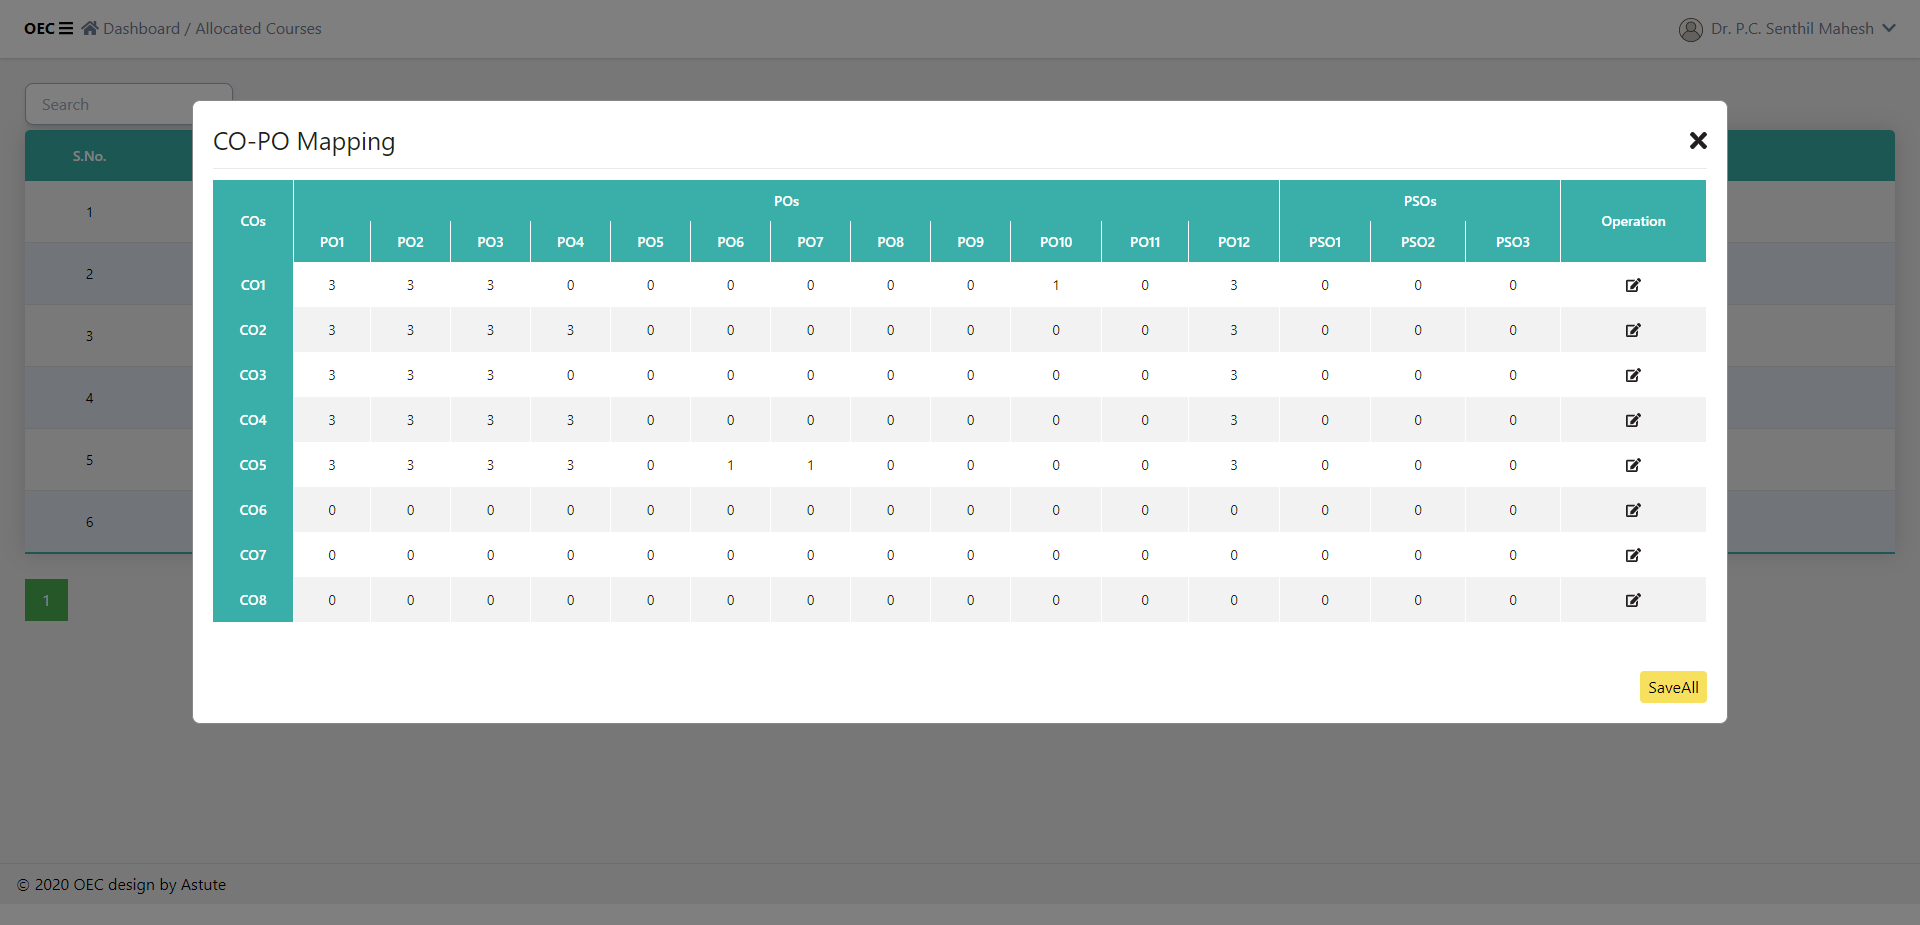 OEC Dashboard / Allocated Courses Dr. P.C. Senthil Mahesh
Search
S.No.
1
2
3
4
5
6
1
CO-PO Mapping
COs POs PSOs Operation
PO1 PO2 PO3 PO4 PO5 PO6 PO7 PO8 PO9 PO10 PO11 PO12 PSO1 PSO2 PSO3
CO1 3 3 3 0 0 0 0 0 0 1 0 3 0 0 0
CO2 3 3 3 3 0 0 0 0 0 0 0 3 0 0 0
CO3 3 3 3 0 0 0 0 0 0 0 0 3 0 0 0
CO4 3 3 3 3 0 0 0 0 0 0 0 3 0 0 0
CO5 3 3 3 3 0 1 1 0 0 0 0 3 0 0 0
CO6 0 0 0 0 0 0 0 0 0 0 0 0 0 0 0
CO7 0 0 0 0 0 0 0 0 0 0 0 0 0 0 0
CO8 0 0 0 0 0 0 0 0 0 0 0 0 0 0 0
SaveAll
© 2020 OEC design by Astute